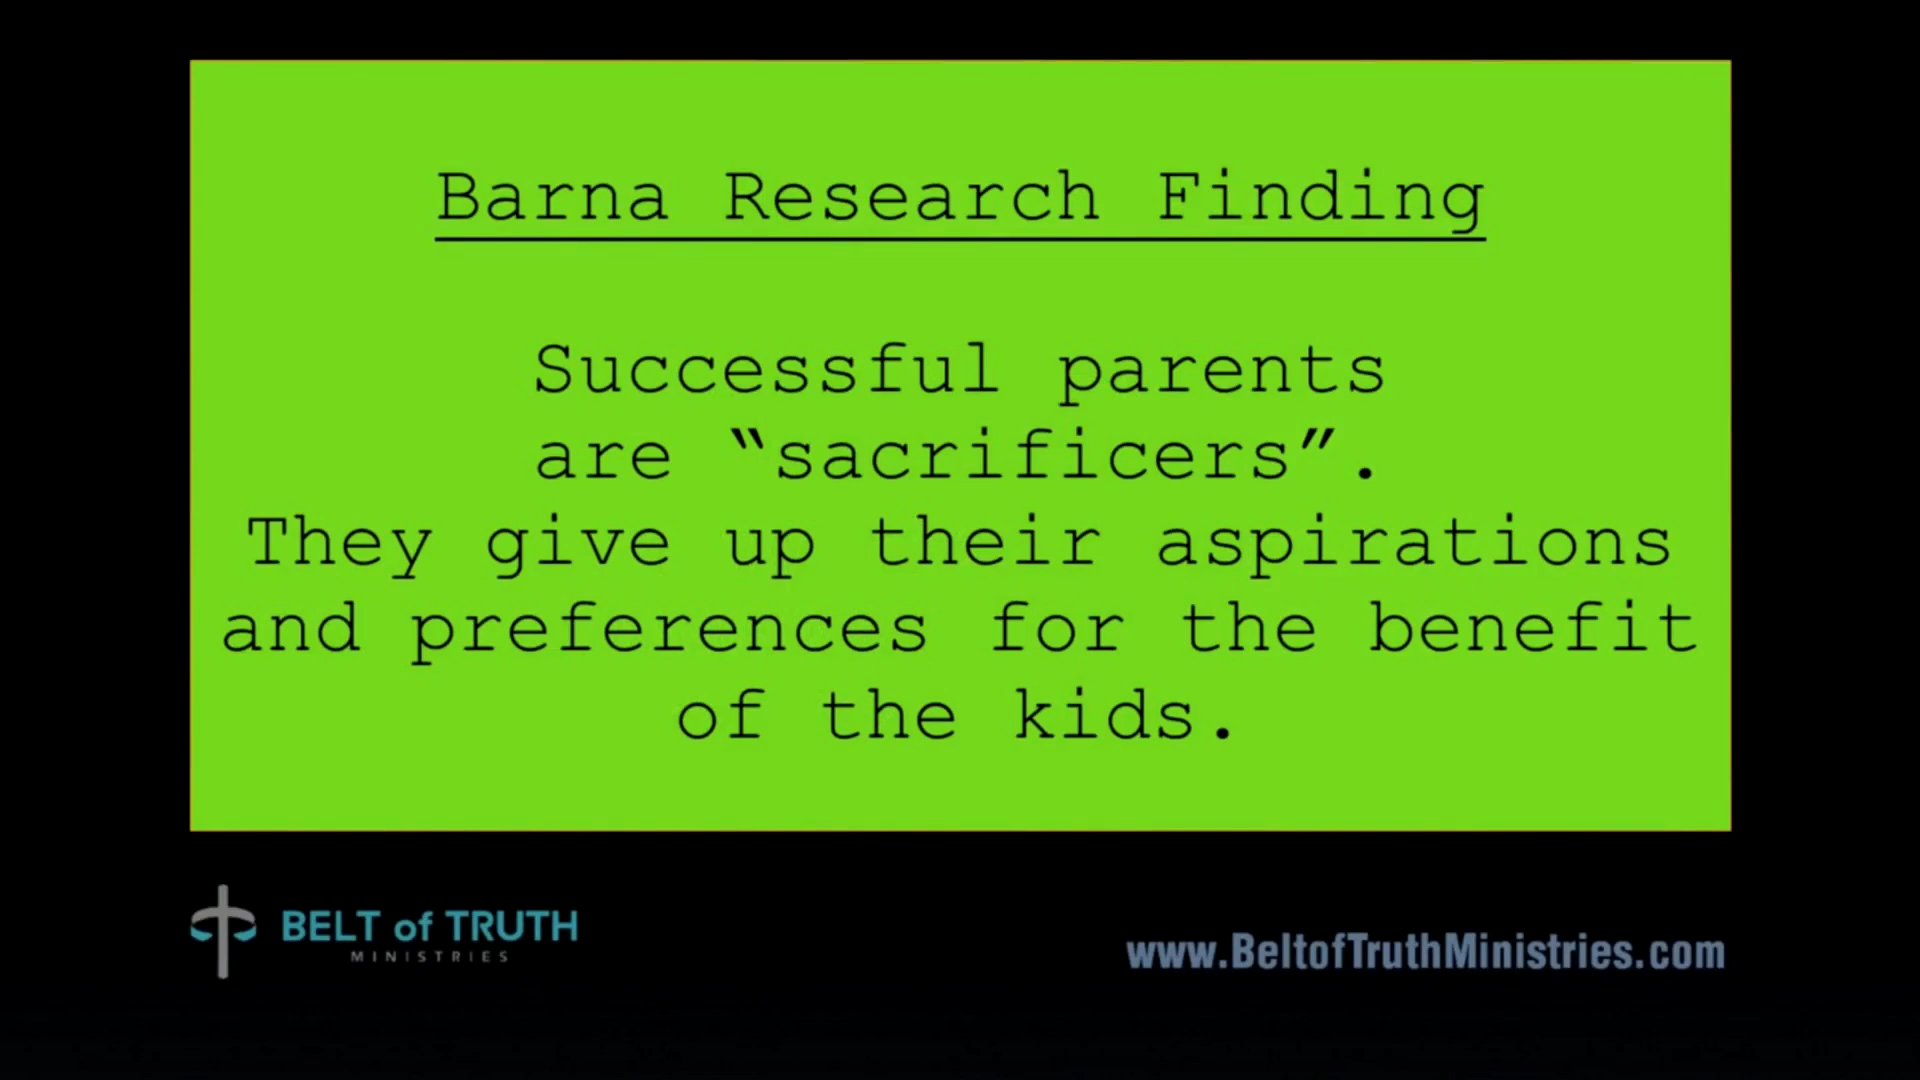 Barna Research Finding
Successful parents
are “sacrificers”.
They give up their aspirations
and preferences for the benefit
of the kids.
BELT of TRUTH
MINISTRIES
www.BeltofTruthMinistries.com